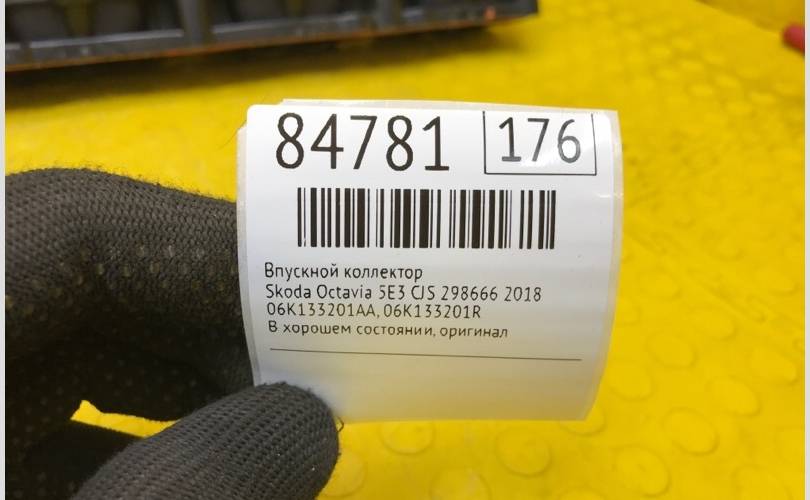 84781 176
Впускной коллектор
Skoda Octavia 5E3 CJS 298666 2018
06K133201AA, 06K133201R
В хорошем состоянии, оригинал